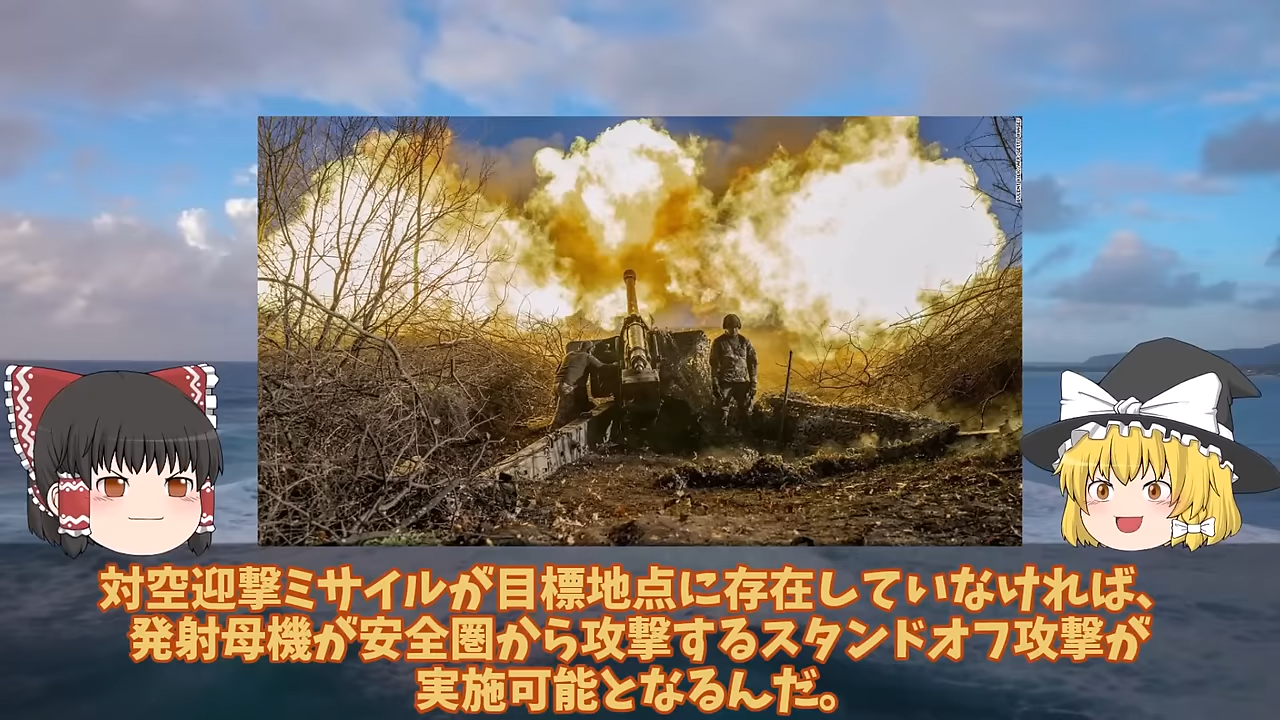 対空迎撃ミサイルが目標地点に存在していなければ、
発射母機が安全圏から攻撃するスタンドオフ攻撃が
実施可能となるんだ。